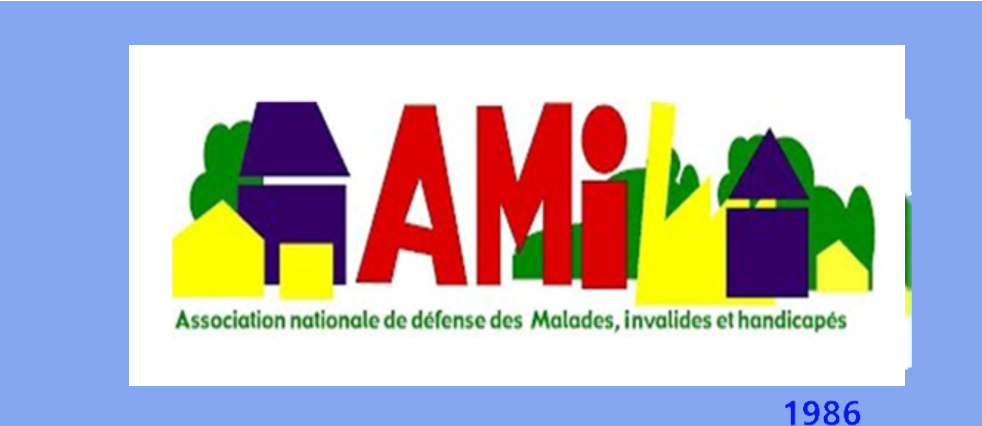 AMi
Association nationale de défense des Malades, invalides et handicapés
1986